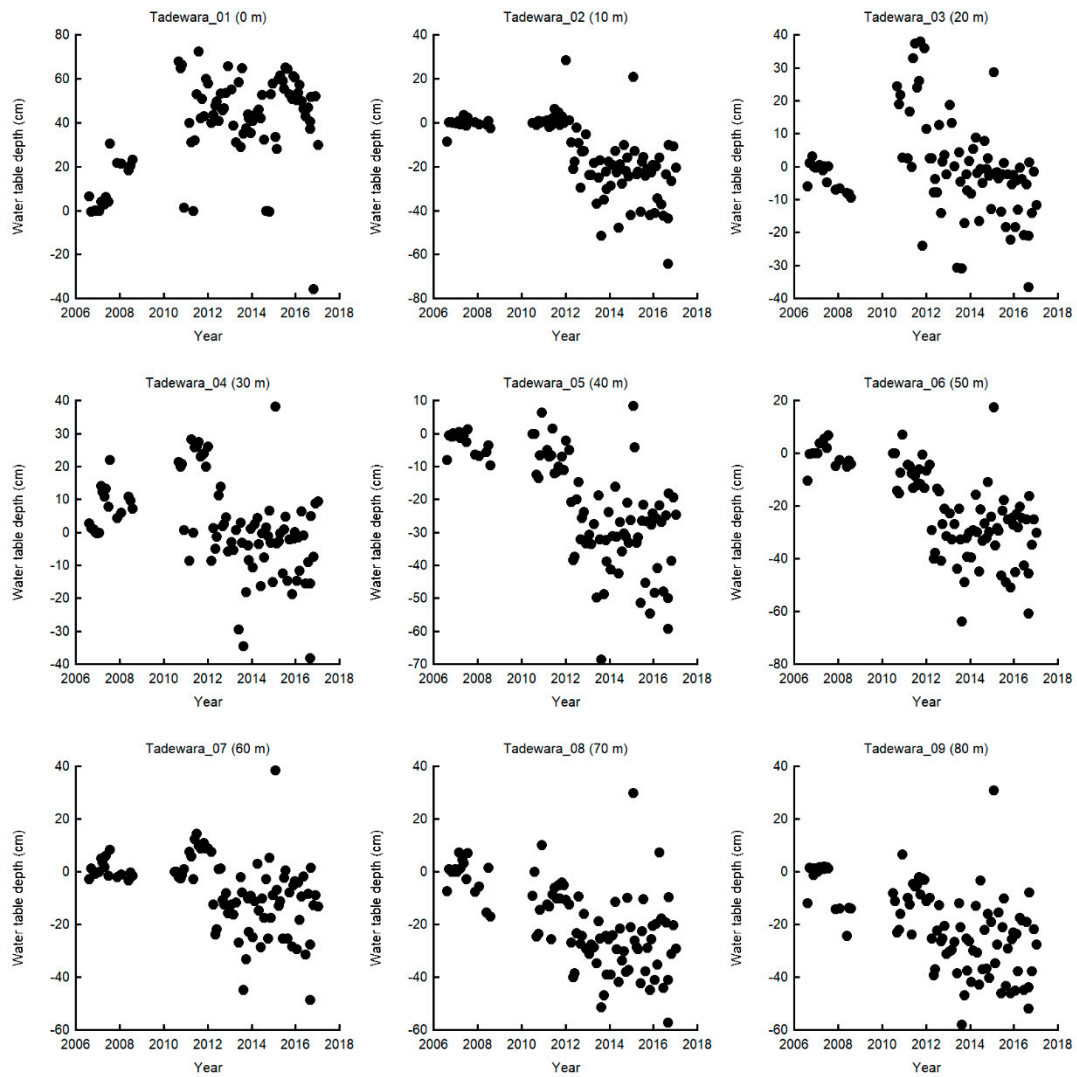 Tadewara_01 (0 m)
Water table depth (cm)
80
60
40
20
0
-20
-40
2006 2008 2010 2012 2014 2016 2018
Year
Tadewara_02 (10 m)
Water table depth (cm)
40
20
0
-20
-40
-60
-80
2006 2008 2010 2012 2014 2016 2018
Year
Tadewara_03 (20 m)
Water table depth (cm)
40
30
20
10
0
-10
-20
-30
-40
2006 2008 2010 2012 2014 2016 2018
Year
Tadewara_04 (30 m)
Water table depth (cm)
40
30
20
10
0
-10
-20
-30
-40
2006 2008 2010 2012 2014 2016 2018
Year
Tadewara_05 (40 m)
Water table depth (cm)
10
0
-10
-20
-30
-40
-50
-60
-70
2006 2008 2010 2012 2014 2016 2018
Year
Tadewara_06 (50 m)
Water table depth (cm)
20
0
-20
-40
-60
-80
2006 2008 2010 2012 2014 2016 2018
Year
Tadewara_07 (60 m)
Water table depth (cm)
40
20
0
-20
-40
-60
2006 2008 2010 2012 2014 2016 2018
Year
Tadewara_08 (70 m)
Water table depth (cm)
40
20
0
-20
-40
-60
2006 2008 2010 2012 2014 2016 2018
Year
Tadewara_09 (80 m)
Water table depth (cm)
40
20
0
-20
-40
-60
2006 2008 2010 2012 2014 2016 2018
Year